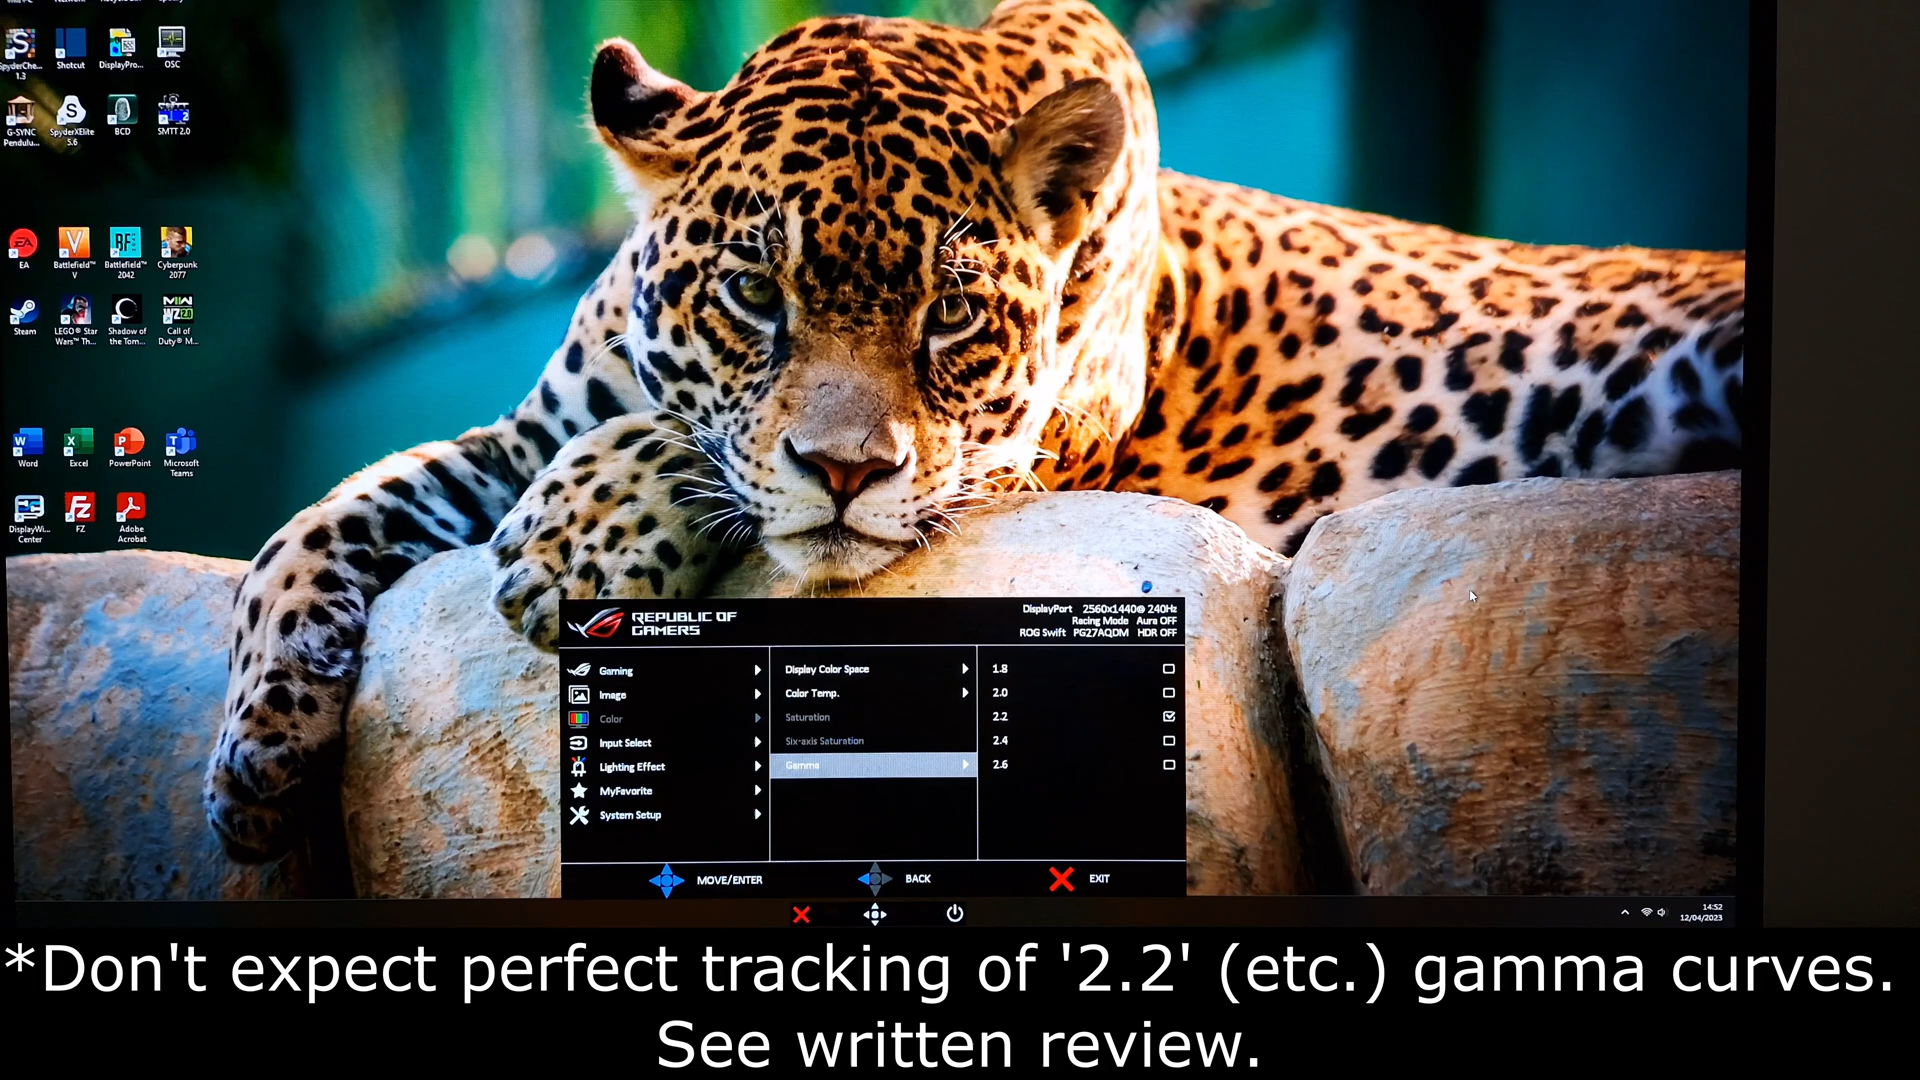 SpyderChe...
1.3
Shotcut
DisplayPro...
OSC
G-SYNC
Pendulu...
SpyderXElite
5.6
BCD
SMTT 2.0
EA
Battlefield™
V
Battlefield™
2042
Cyberpunk
2077
Steam
LEGO® Star
Wars™ Th...
Shadow of
the Tom...
Call of
Duty® M...
Word
Excel
PowerPoint
Microsoft
Teams
DisplayWi...
Center
FZ
Adobe
Acrobat
REPUBLIC OF
GAMERS
DisplayPort 2560x1440@ 240Hz
Racing Mode Aura OFF
ROG Swift PG27AQDM HDR OFF
Gaming
Image
Color
Input Select
Lighting Effect
MyFavorite
System Setup
Display Color Space
Color Temp.
Saturation
Six-axis Saturation
Gamma
1.8
2.0
2.2
2.4
2.6
MOVE/ENTER
BACK
EXIT
14:52
12/04/2023
*Don't expect perfect tracking of '2.2' (etc.) gamma curves.
See written review.